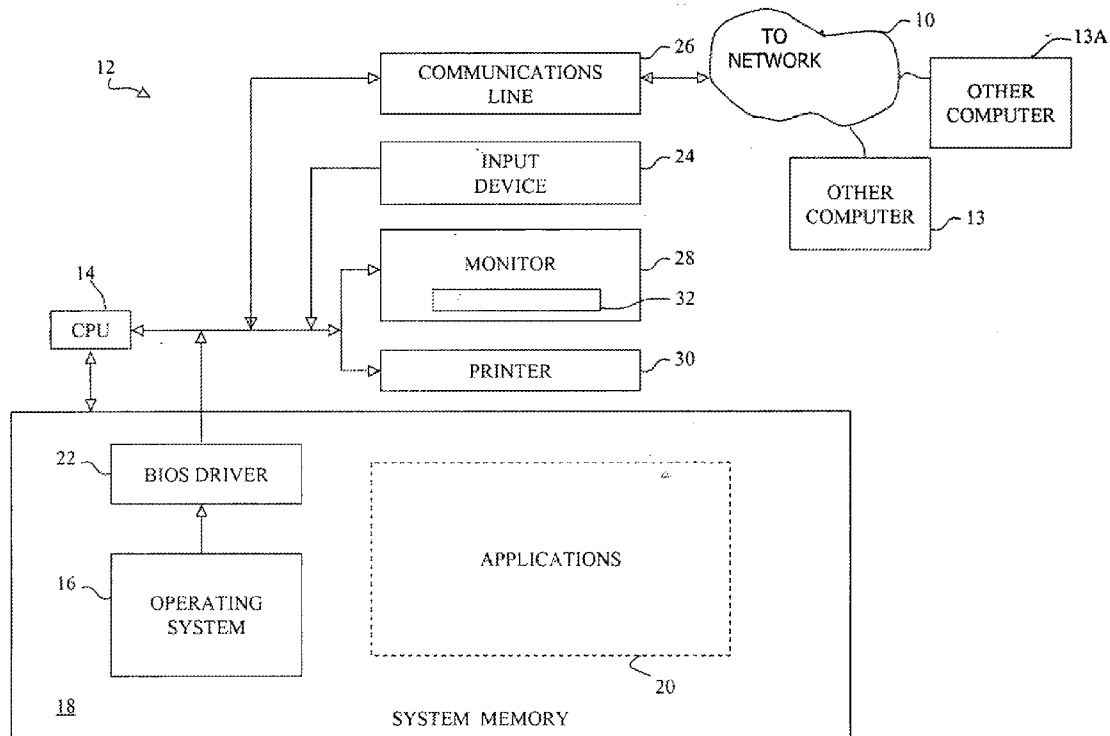 10
13A
26
TO
NETWORK
12
COMMUNICATIONS
LINE
OTHER
COMPUTER
INPUT
DEVICE
24
OTHER
COMPUTER
13
MONITOR
28
14
32
CPU
PRINTER
30
22
BIOS DRIVER
APPLICATIONS
16
OPERATING
SYSTEM
20
18
SYSTEM MEMORY